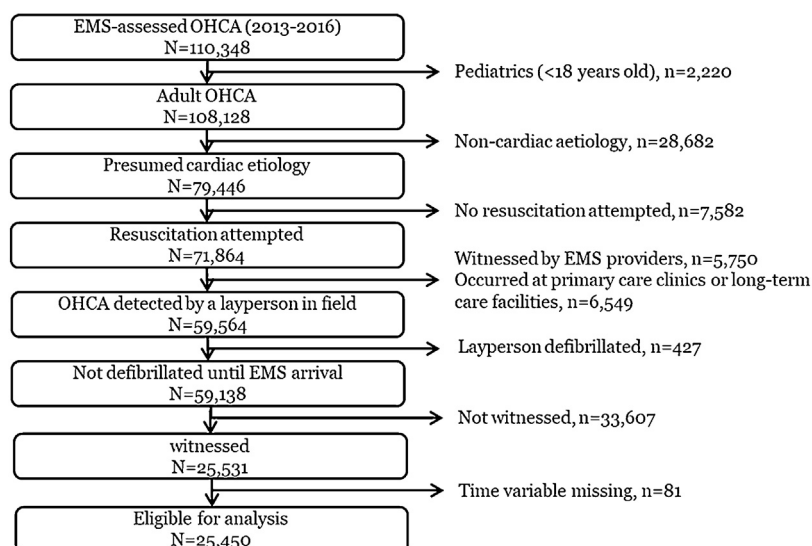 EMS-assessed OHCA (2013-2016)
N=110,348
Pediatrics (<18 years old), n=2,220
Adult OHCA
N=108,128
Non-cardiac aetiology, n=28,682
Presumed cardiac etiology
N=79,446
No resuscitation attempted, n=7,582
Resuscitation attempted
N=71,864
Witnessed by EMS providers, n=5,750
Occurred at primary care clinics or long-term
care facilities, n=6,549
OHCA detected by a layperson in field
N=59,564
Layperson defibrillated, n=427
Not defibrillated until EMS arrival
N=59,138
Not witnessed, n=33,607
witnessed
N=25,531
Time variable missing, n=81
Eligible for analysis
N=25,450